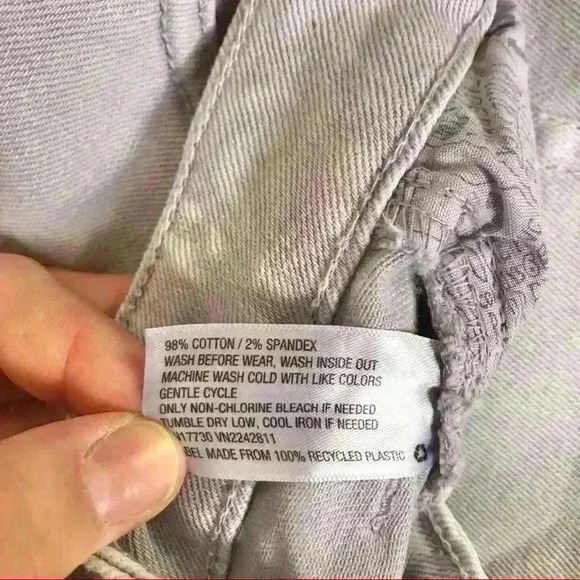 98% COTTON / 2% SPANDEX
WASH BEFORE WEAR, WASH INSIDE OUT
MACHINE WASH COLD WITH LIKE COLORS
GENTLE CYCLE
ONLY NON-CHLORINE BLEACH IF NEEDED
TUMBLE DRY LOW, COOL IRON IF NEEDED
17730 VN2242811
MADE FROM 100% RECYCLED PLASTIC